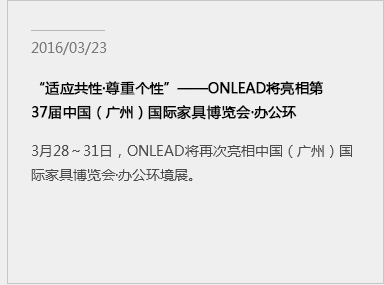 2016/03/23
“适应共性·尊重个性”——ONLEAD将亮相第
37届中国（广州）国际家具博览会·办公环
3月28～31日，ONLEAD将再次亮相中国（广州）国
际家具博览会·办公环境展。